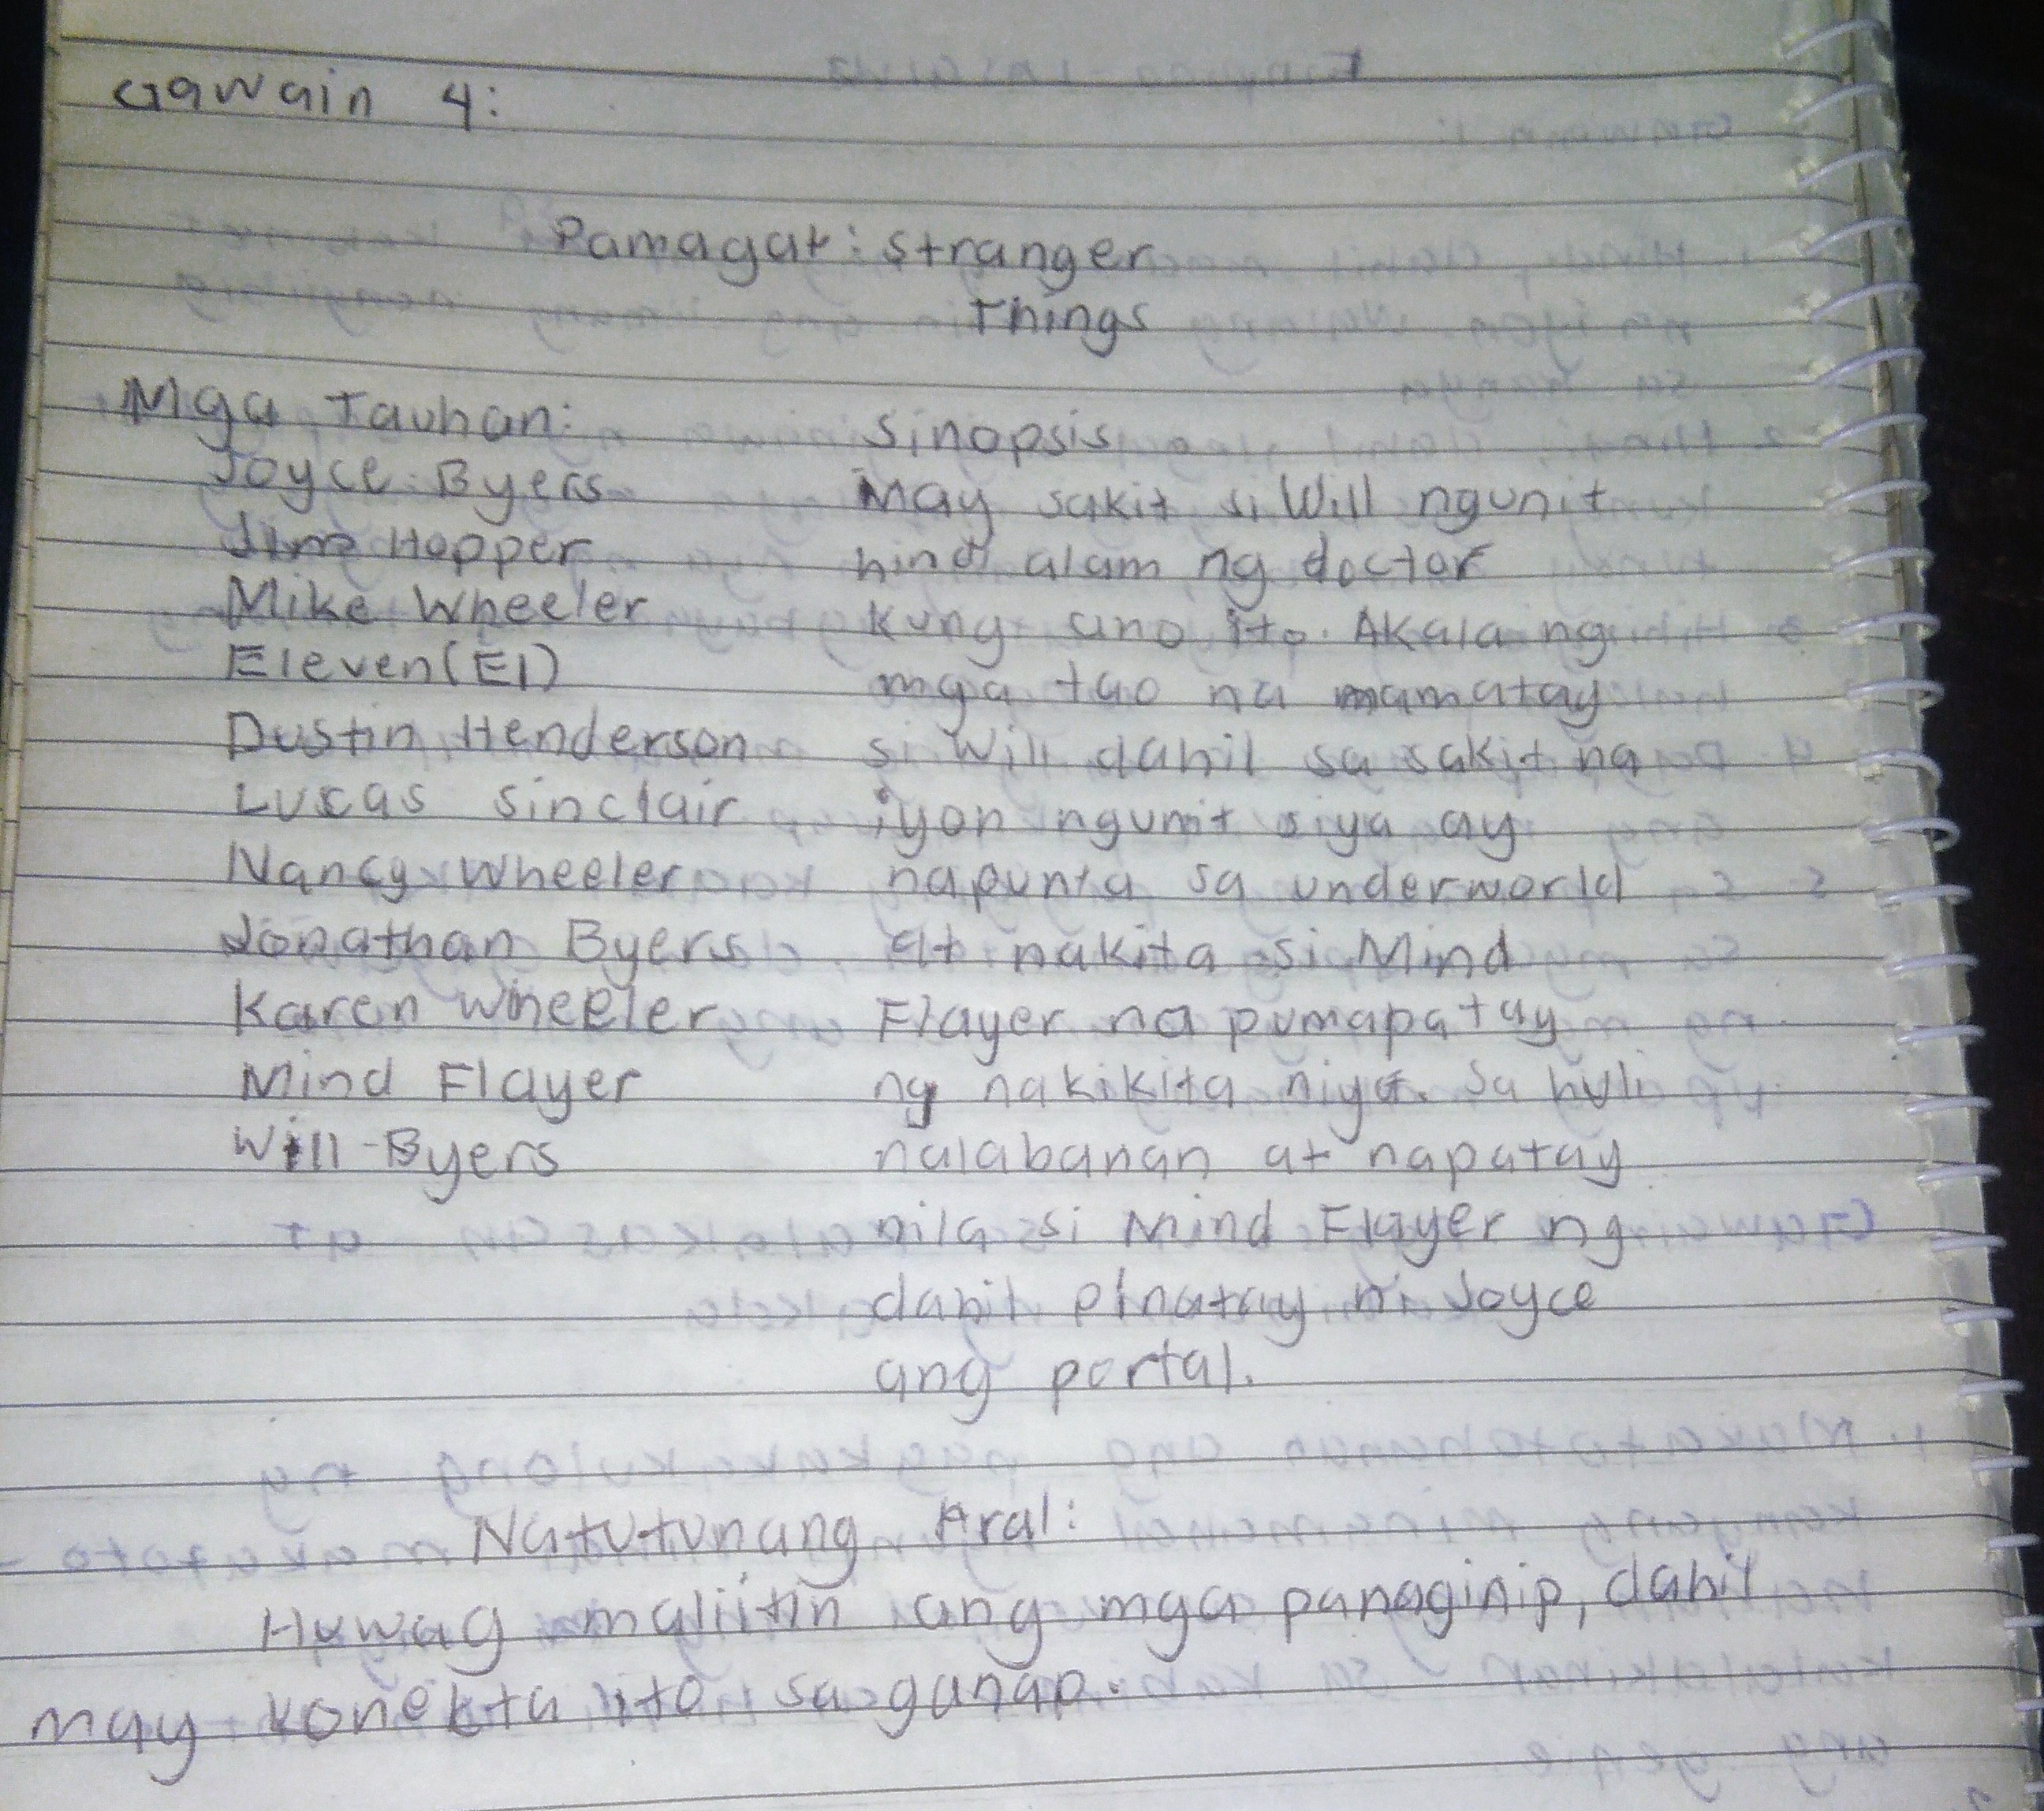 Gawain 4:
Pamagat: Stranger
Things
Mga Tauhan:
Joyce Byers
Jim Hopper
Mike Wheeler
Eleven (El)
Dustin Henderson
Lucas Sinclair
Nancy Wheeler
Jonathan Byers
Karen Wheeler
Mind Flayer
Will Byers
Sinopsis
May sakit si Will ngunit
hindi alam ng doctor
kung ano ito. Akala ng
mga tao na mamatay
si Will dahil sa sakit na
iyon ngunit siya ay
napunta sa underworld
at nakita si Mind
Flayer na pumapatay
ng nakikita niya. Sa huli
nalabanan at napatay
nila si Mind Flayer ng
dahil pinatay ni Joyce
ang portal.
Natutunang Aral:
Huwag maliitin ang mga panaginip, dahil
may konekta ito sa ganap.